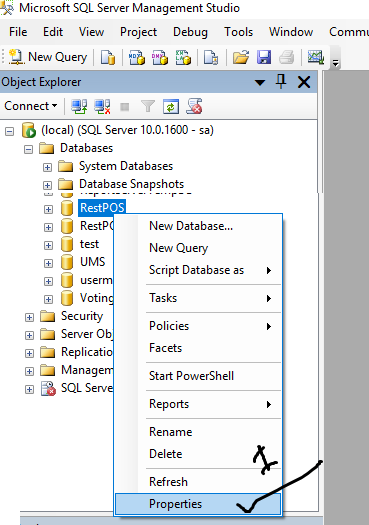 Microsoft SQL Server Management Studio
File Edit View Project Debug Tools Window Commu
New Query
Object Explorer
Connect
(local) (SQL Server 10.0.1600 - sa)
Databases
System Databases
Database Snapshots
RestPOS
RestPO
test
UMS
userm
Voting
Security
Server Obj
Replication
Managem
SQL Serve
New Database...
New Query
Script Database as
Tasks
Policies
Facets
Start PowerShell
Reports
Rename
Delete
Refresh
Properties